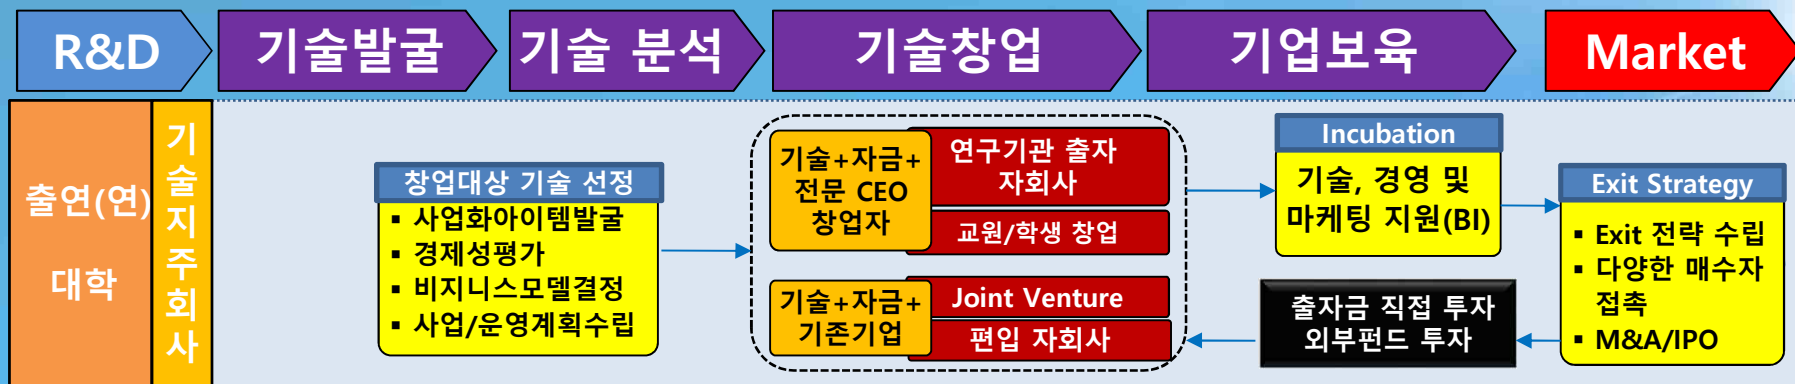 R&D
기술발굴
기술 분석
기술창업
기업보육
Market
출연(연)
대학
기
술
지
주
회
사
창업대상 기술 선정
▪ 사업화아이템발굴
▪ 경제성평가
▪ 비지니스모델결정
▪ 사업/운영계획수립
기술+자금+
전문 CEO
창업자
연구기관 출자
자회사
교원/학생 창업
기술+자금+
기존기업
Joint Venture
편입 자회사
Incubation
기술, 경영 및
마케팅 지원(BI)
출자금 직접 투자
외부펀드 투자
Exit Strategy
▪ Exit 전략 수립
▪ 다양한 매수자
접촉
▪ M&A/IPO